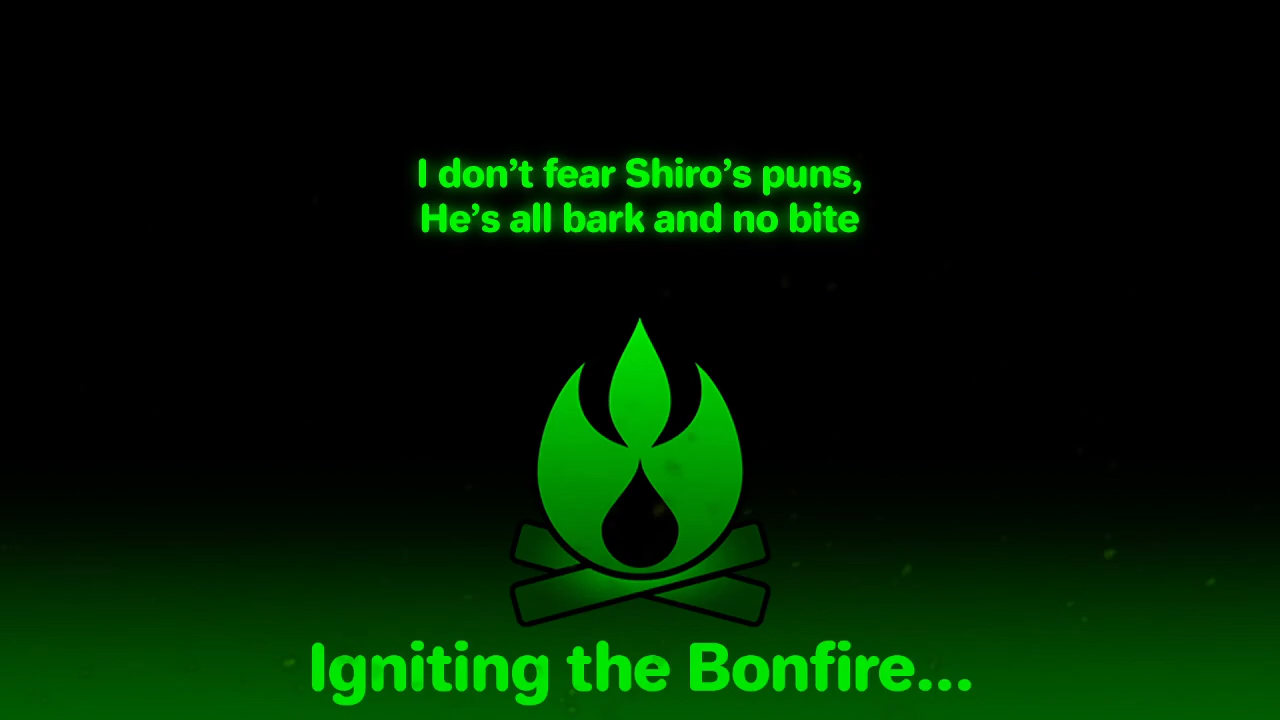 I don’t fear Shiro’s puns,
He’s all bark and no bite
Igniting the Bonfire...